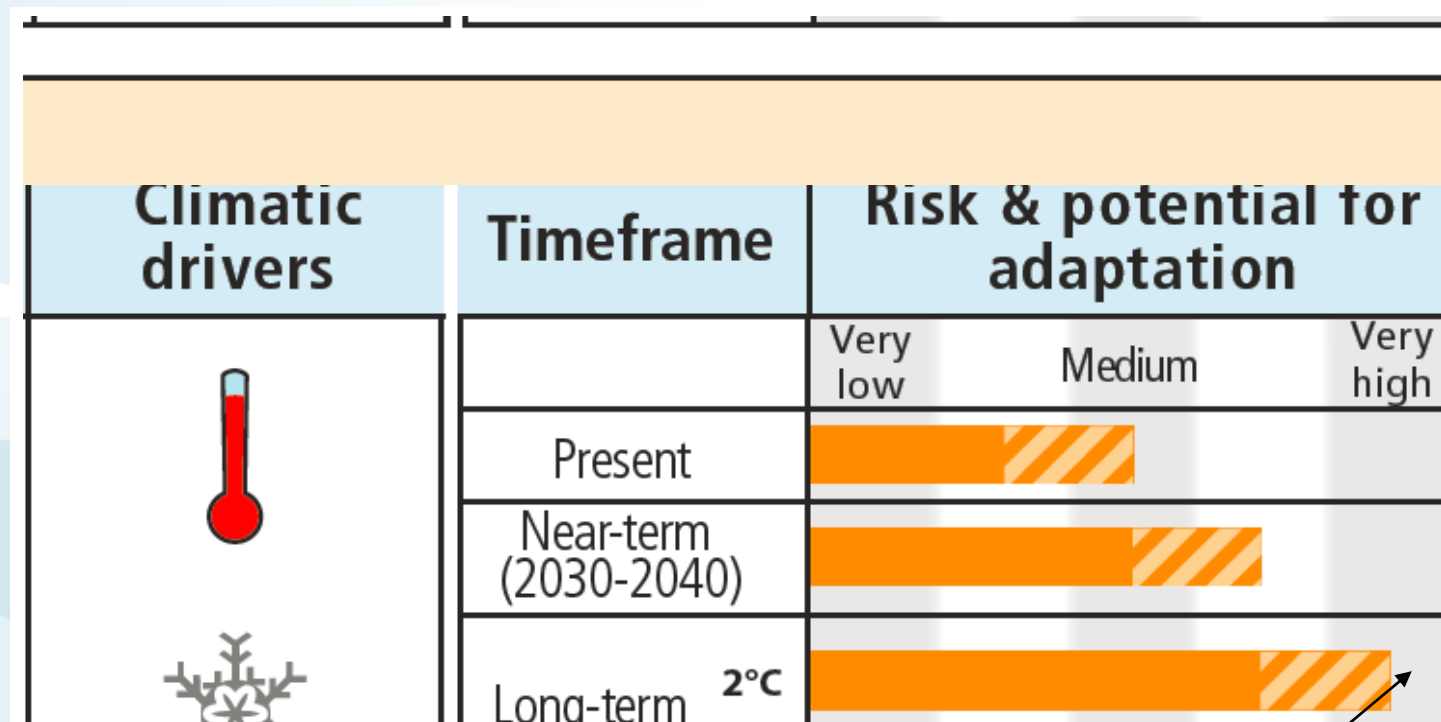 Climatic
drivers
Timeframe
Risk & potential for
adaptation
Very
low
Medium
Very
high
Present
Near-term
(2030-2040)
Long-term
2°C